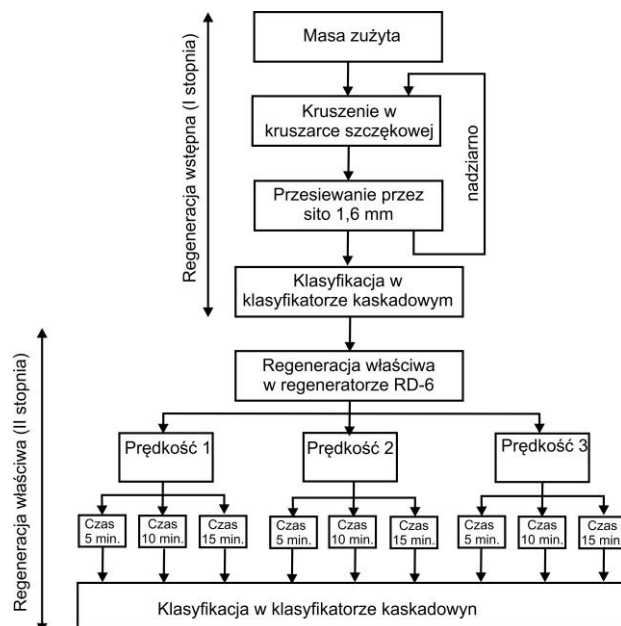 Regeneracja wstępna (I stopnia)
Masa zużyta
Kruszenie w
kruszarce szczękowej
nadziarno
Przesiewanie przez
sito 1,6 mm
Klasyfikacja w
klasyfikatorze kaskadowym
Regeneracja właściwa (II stopnia)
Regeneracja właściwa
w regeneratorze RD-6
Prędkość 1
Prędkość 2
Prędkość 3
Czas
5 min.
Czas
10 min.
Czas
15 min.
Czas
5 min.
Czas
10 min.
Czas
15 min.
Czas
5 min.
Czas
10 min.
Czas
15 min.
Klasyfikacja w klasyfikatorze kaskadowyn